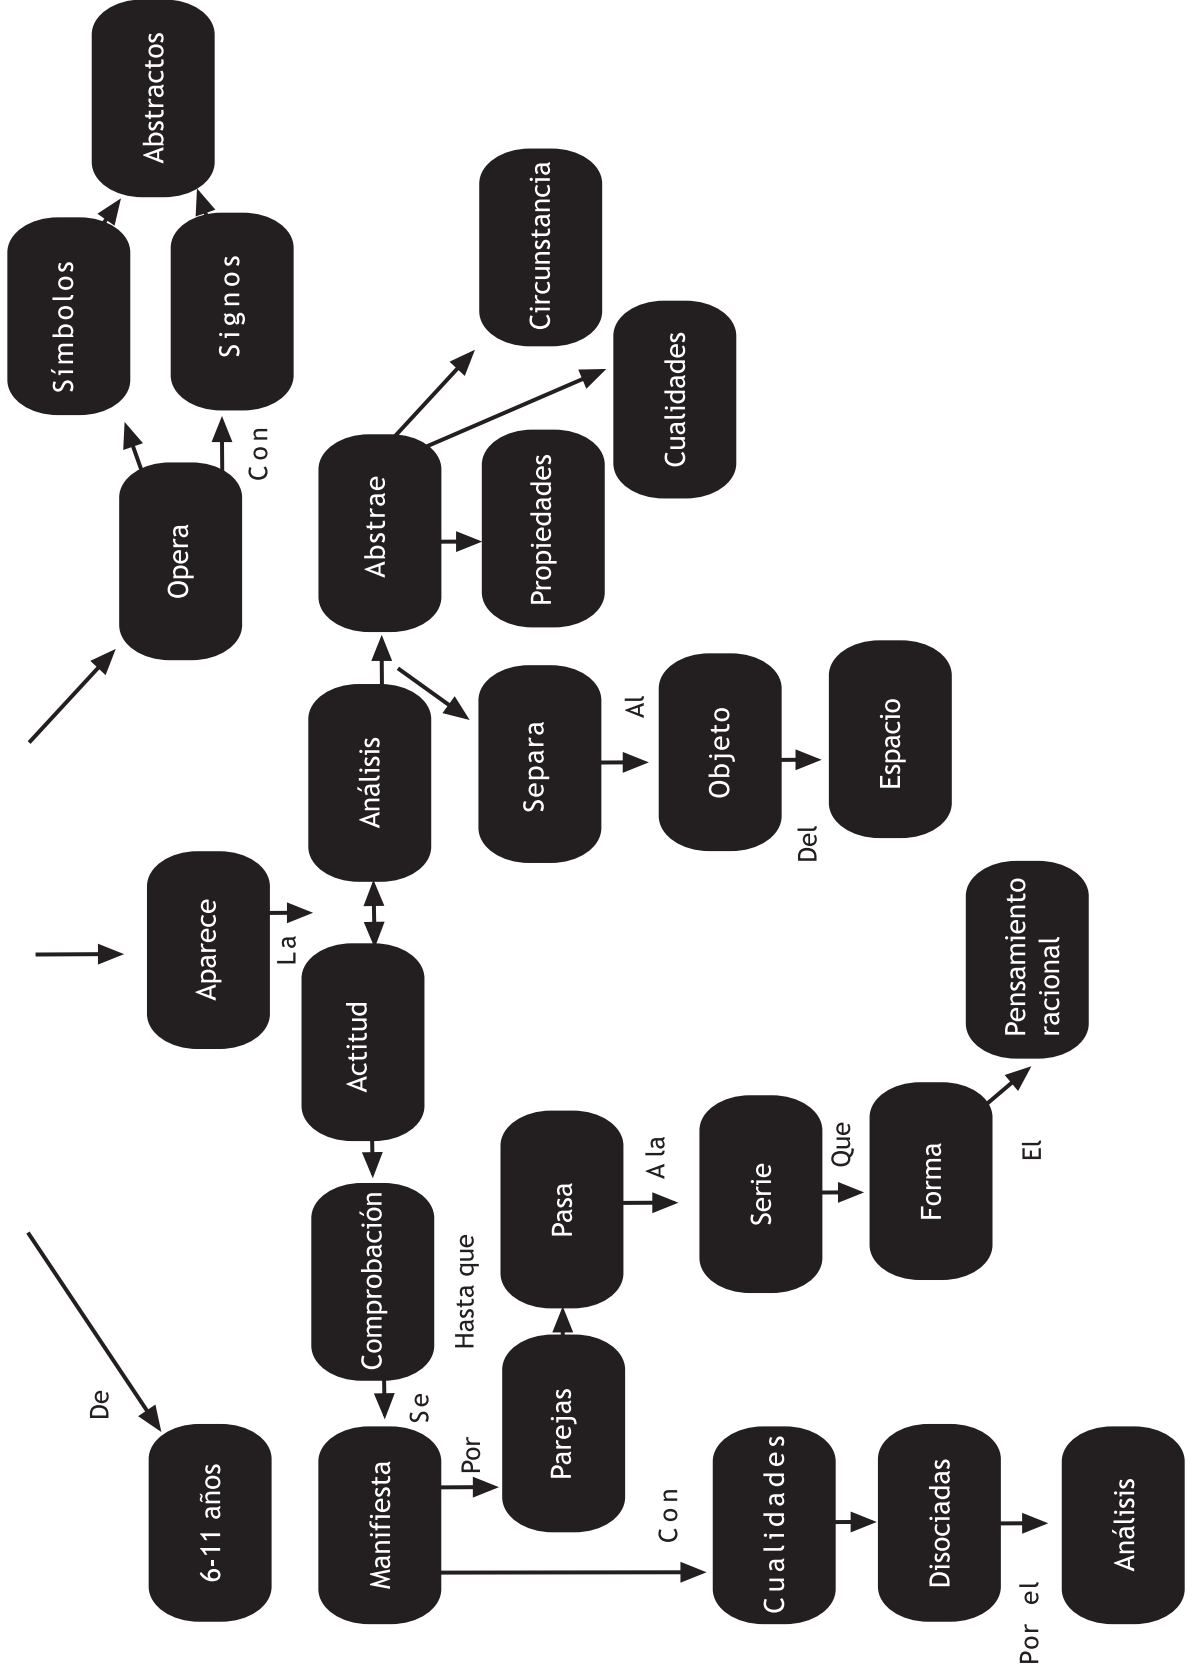 Símbolos
De
Abstractos
6-11 años
Aparece
Opera
Signos
Con
La
Manifiesta
Comprobación
Actitud
Análisis
Abstrae
Se
Hasta que
Por
Parejas
Pasa
Separa
Propiedades
Circunstancia
Con
A la
Al
Cualidades
Cualidades
Serie
Objeto
Que
Del
Disociadas
Forma
Espacio
Por el
El
Pensamiento
racional
Análisis